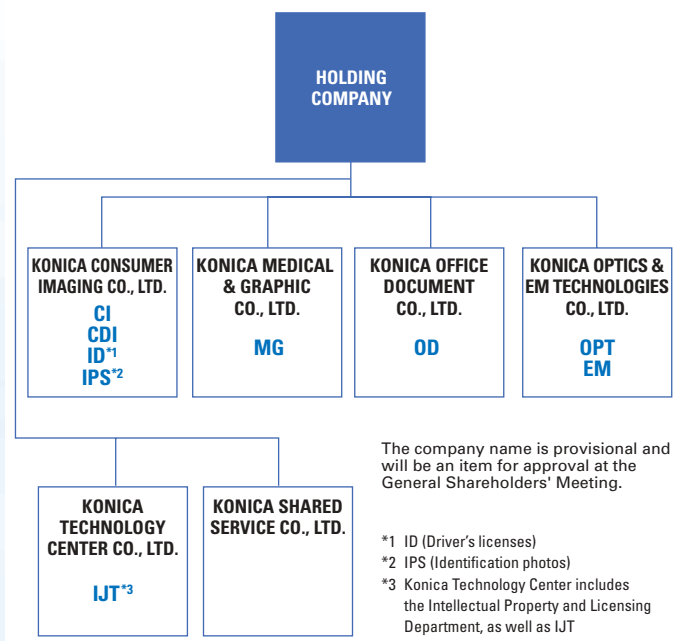 HOLDING
COMPANY
KONICA CONSUMER
IMAGING CO., LTD.
CI
CDI
ID*1
IPS*2
KONICA MEDICAL
& GRAPHIC
CO., LTD.
MG
KONICA OFFICE
DOCUMENT
CO., LTD.
OD
KONICA OPTICS &
EM TECHNOLOGIES
CO., LTD.
OPT
EM
KONICA
TECHNOLOGY
CENTER CO., LTD.
IJT*3
KONICA SHARED
SERVICE CO., LTD.
The company name is provisional and
will be an item for approval at the
General Shareholders' Meeting.
*1 ID (Driver's licenses)
*2 IPS (Identification photos)
*3 Konica Technology Center includes
the Intellectual Property and Licensing
Department, as well as IJT